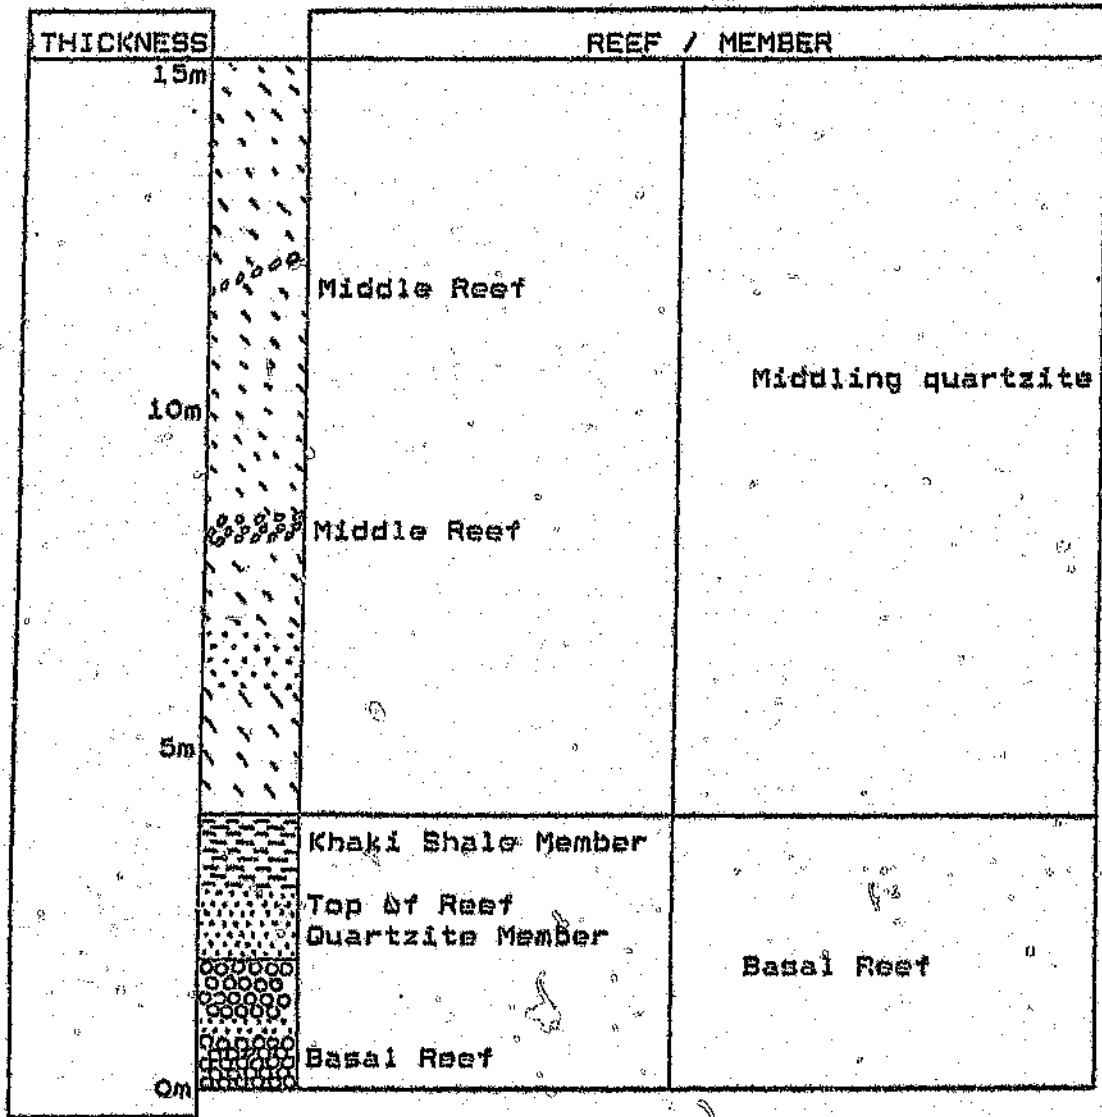 THICKNESS
REEF / MEMBER
15m
Middle Reef
Middling quartzite
10m
Middle Reef
5m
Khaki Shale Member
Top of Reef
Quartzite Member
Basal Reef
Basal Reef
0m